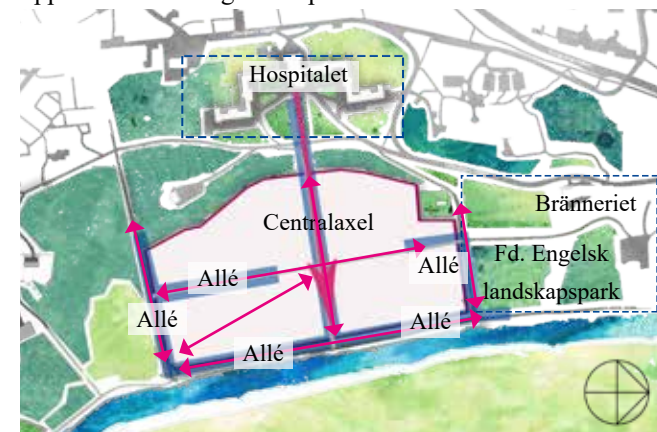 Hospitalet
Bränneriet
Centralaxel
Fd. Engelsk
landskapspark
Allé
Allé
Allé
Allé
Allé